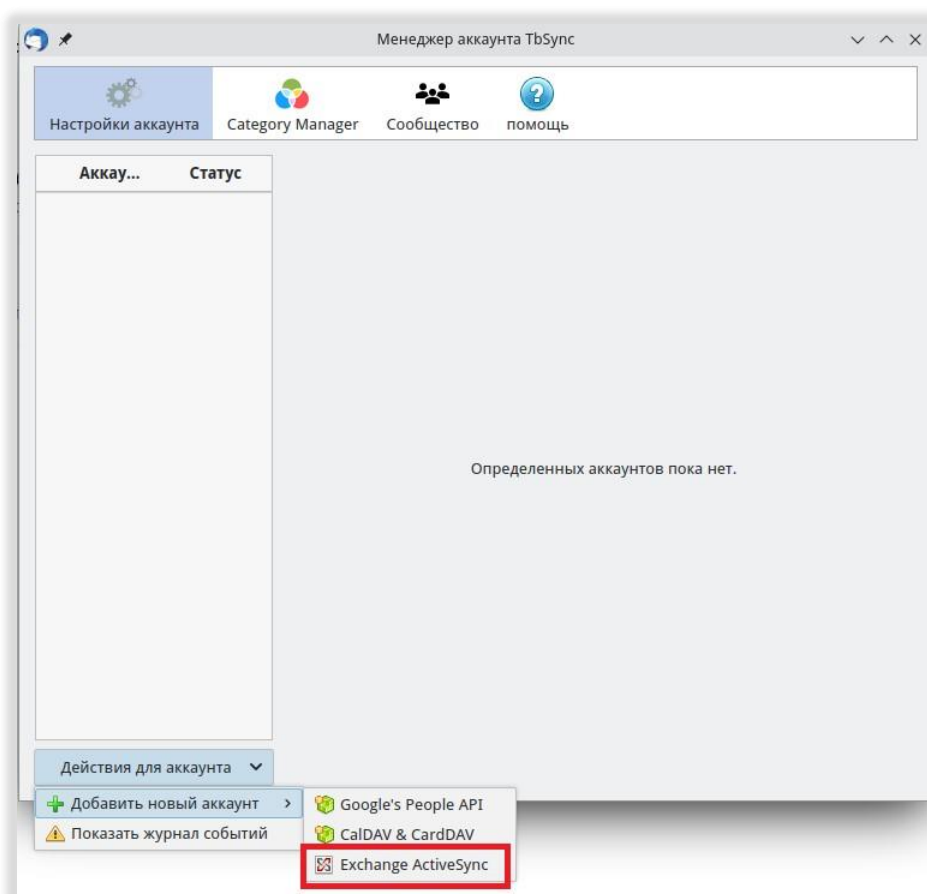 Менеджер аккаунта TbSync
Настройки аккаунта
Category Manager
Сообщество
помощь
Аккау... Статус
Определенных аккаунтов пока нет.
Действия для аккаунта
Добавить новый аккаунт
Google's People API
Показать журнал событий
CalDAV & CardDAV
Exchange ActiveSync